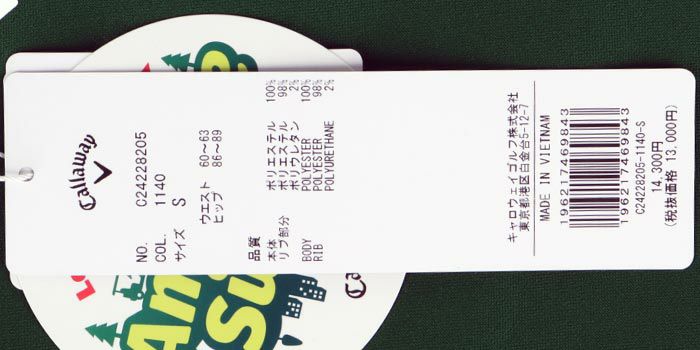 Callaway
NO. C24228205
COL. 1140
サイズ S
ウエスト 60~63
ヒップ 86~89
品質
本体 ポリエステル 100%
リブ部分 ポリエステル 98%
ポリウレタン 2%
BODY POLYESTER 100%
RIB POLYESTER 98%
POLYURETHANE 2%
キャロウェイゴルフ株式会社
東京都港区白金台5-12-7
MADE IN VIETNAM
196217469843
196217469843
C24228205-1140-S
14,300円
(税抜価格 13,000円)